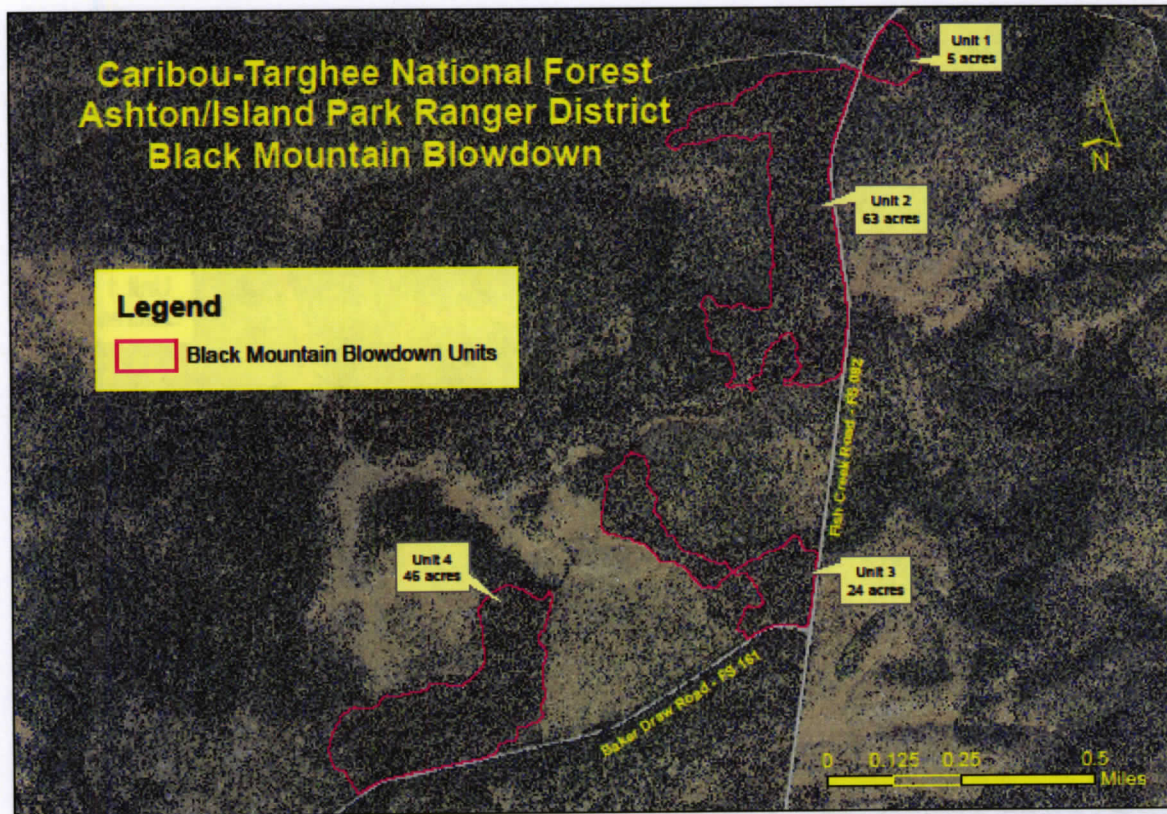 Caribou-Targhee National Forest
Ashton/Island Park Ranger District
Black Mountain Blowdown
Unit 1
5 acres
N
Unit 2
63 acres
Legend
Black Mountain Blowdown Units
Fish Creek Road - FS 082
Unit 4
46 acres
Unit 3
24 acres
Baker Draw Road - FS 161
0 0.125 0.25 0.5
Miles